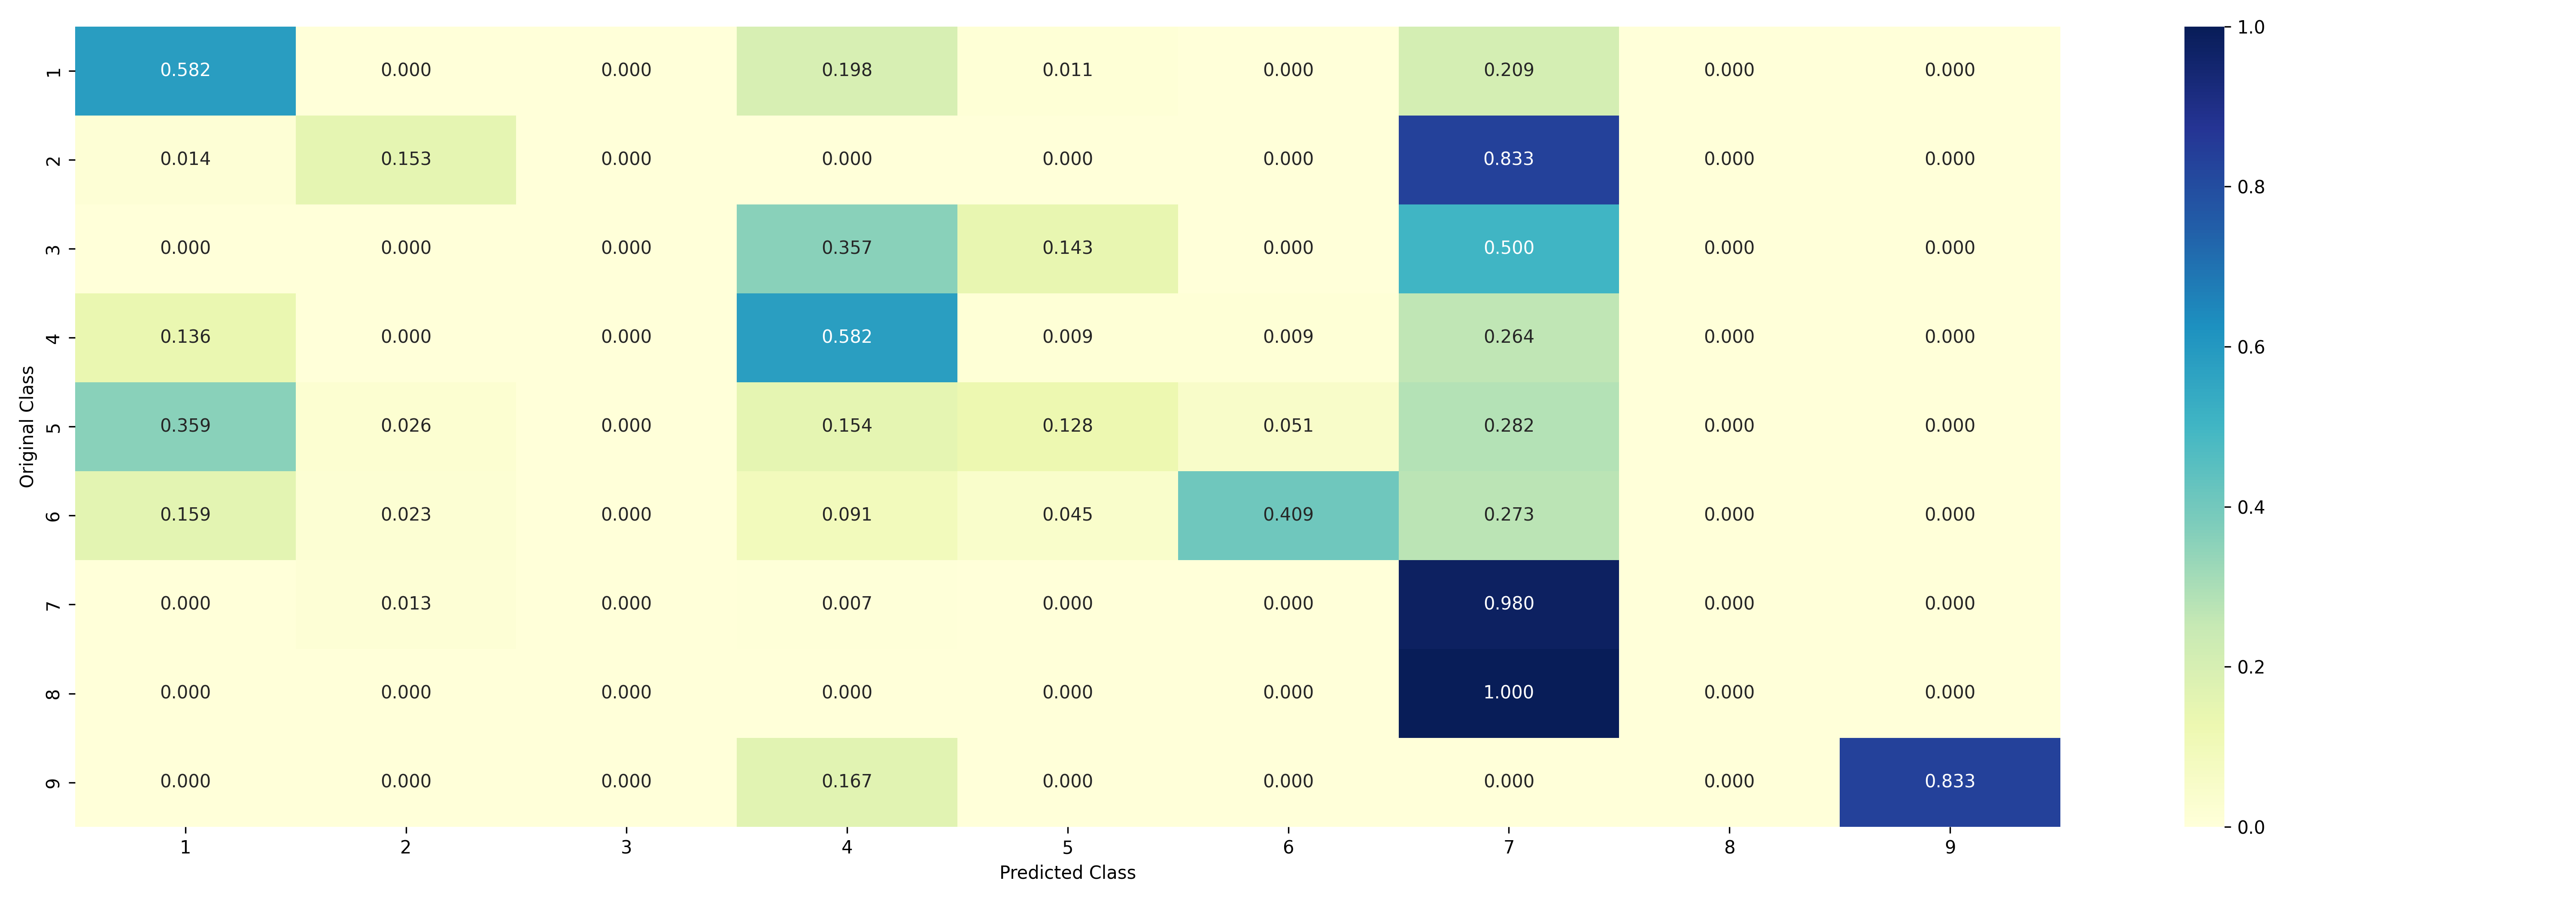 1 0.582 0.000 0.000 0.198 0.011 0.000 0.209 0.000 0.000
2 0.014 0.153 0.000 0.000 0.000 0.000 0.833 0.000 0.000
3 0.000 0.000 0.000 0.357 0.143 0.000 0.500 0.000 0.000
4 0.136 0.000 0.000 0.582 0.009 0.009 0.264 0.000 0.000
5 0.359 0.026 0.000 0.154 0.128 0.051 0.282 0.000 0.000
6 0.159 0.023 0.000 0.091 0.045 0.409 0.273 0.000 0.000
7 0.000 0.013 0.000 0.007 0.000 0.000 0.980 0.000 0.000
8 0.000 0.000 0.000 0.000 0.000 0.000 1.000 0.000 0.000
9 0.000 0.000 0.000 0.167 0.000 0.000 0.000 0.000 0.833
1 2 3 4 5 6 7 8 9
Predicted Class
Original Class
1.0
0.8
0.6
0.4
0.2
0.0